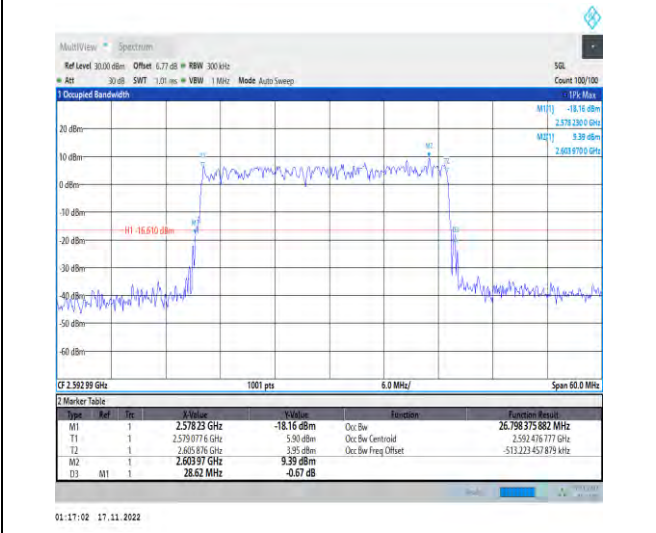 MultiView Spectrum
Ref Level 30.00 dBm Offset 6.77 dB RBW 300 kHz SGL
Att 30 dB SWT 1.01 ms VBW 1 MHz Mode Auto Sweep Count 100/100
1 Occupied Bandwidth 1Pk Max
M1[1] -18.16 dBm
2.578 230 0 GHz
M2[1] 9.39 dBm
2.603 970 0 GHz
20 dBm
10 dBm
0 dBm
-10 dBm
H1 -16.610 dBm
-20 dBm
-30 dBm
-40 dBm
-50 dBm
-60 dBm
M2
T2
CF 2.592 99 GHz 1001 pts 6.0 MHz/ Span 60.0 MHz
2 Marker Table
Type Ref Trc X-Value Y-Value Function Function Result
M1 1 2.578 23 GHz -18.16 dBm Occ Bw 26.798 375 882 MHz
T1 1 2.579 077 6 GHz 5.90 dBm Occ Bw Centroid 2.592 476 777 GHz
T2 1 2.605 876 GHz 3.95 dBm Occ Bw Freq Offset -513.223 457 879 kHz
M2 1 2.603 97 GHz 9.39 dBm
D3 M1 1 28.62 MHz -0.67 dB
01:17:02 17.11.2022